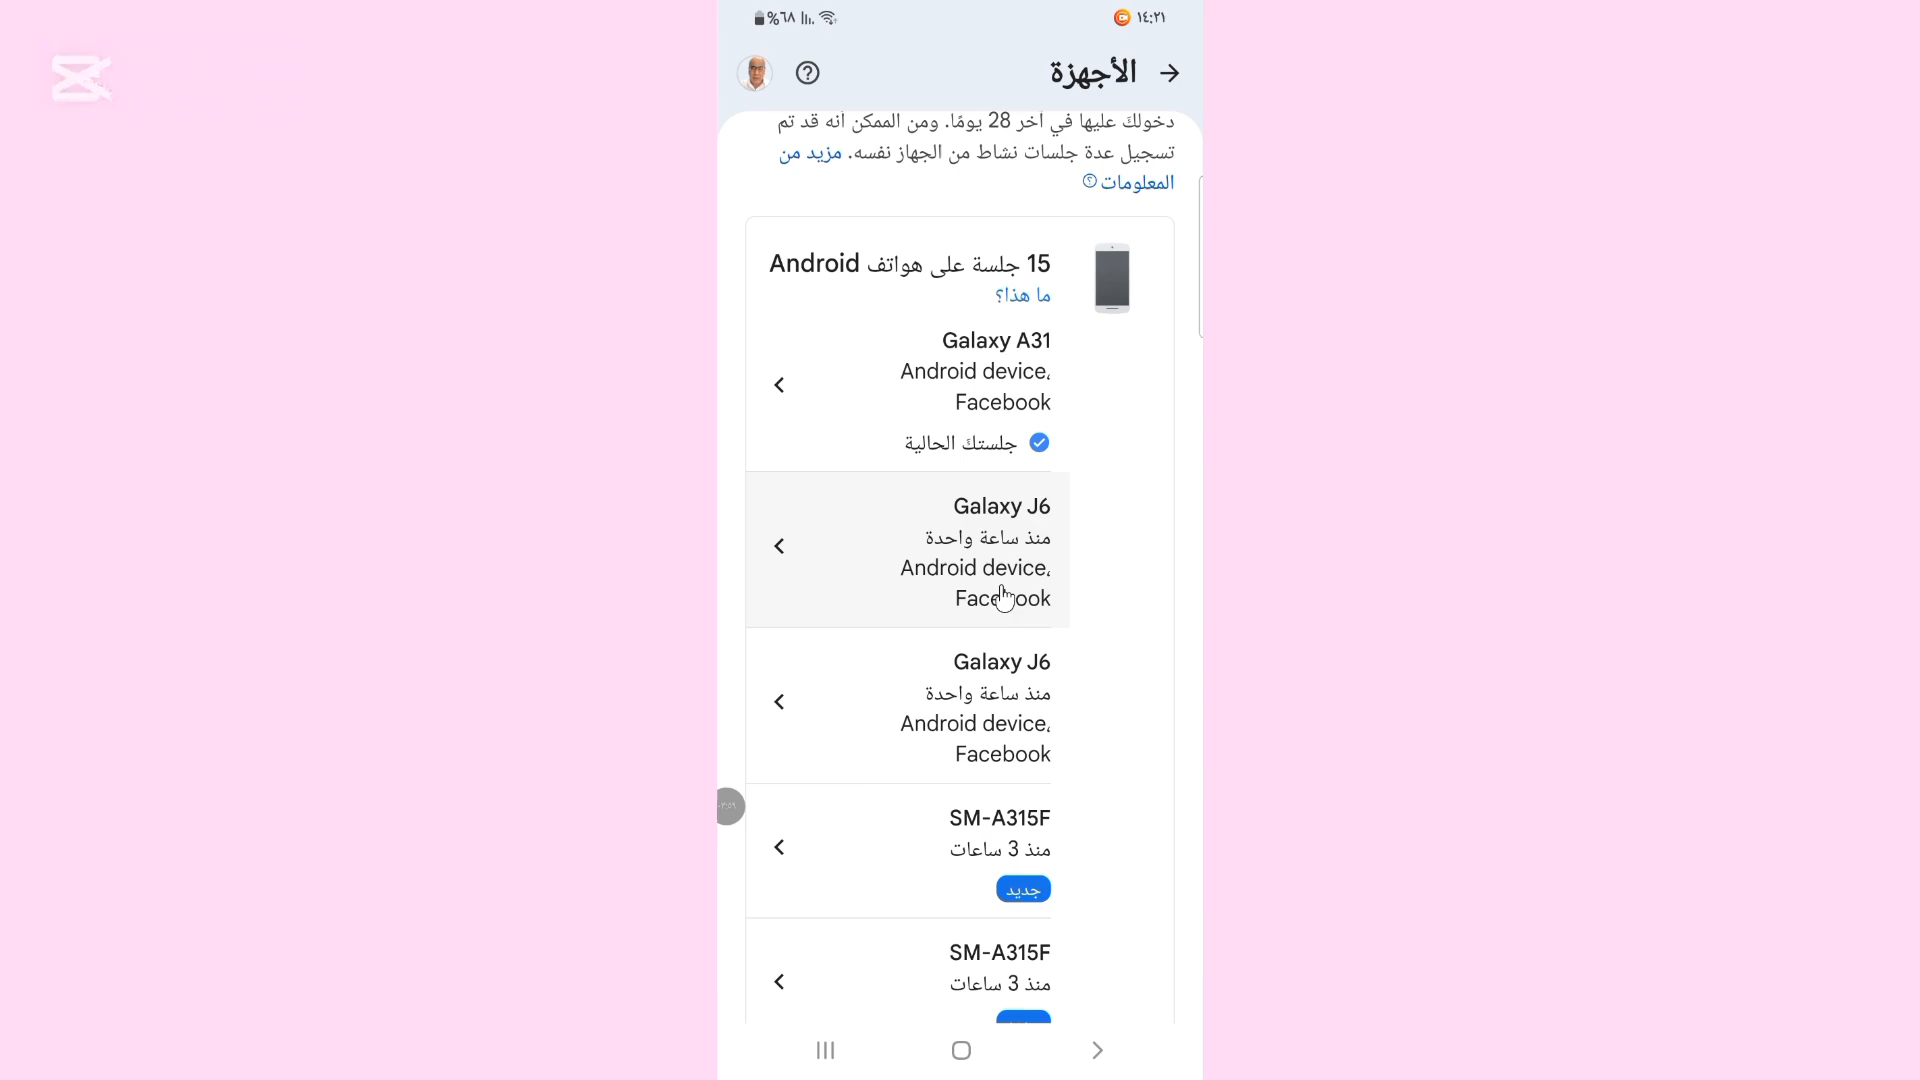 ١٤:٢١
%٦٨
الأجهزة
دخولكَ عليها في آخر 28 يومًا. ومن الممكن أنه قد تم
تسجيل عدة جلسات نشاط من الجهاز نفسه. مزيد من
المعلومات
15 جلسة على هواتف Android
ما هذا؟
Galaxy A31
Android device،
Facebook
جلستكَ الحالية
Galaxy J6
منذ ساعة واحدة
Android device،
Facebook
Galaxy J6
منذ ساعة واحدة
Android device،
Facebook
SM-A315F
منذ 3 ساعات
جديد
SM-A315F
منذ 3 ساعات